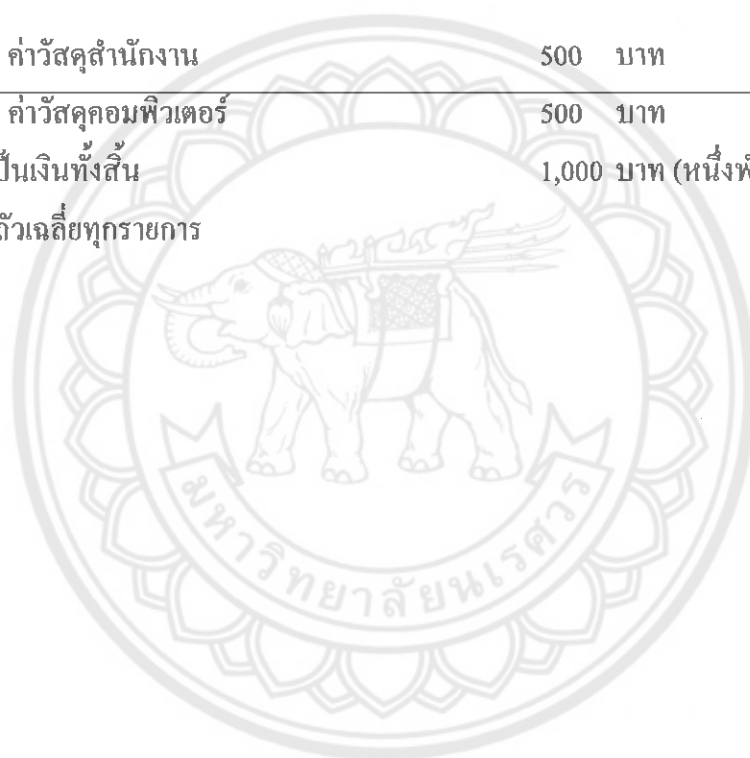 ค่าวัสดุสำนักงาน 500 บาท
ค่าวัสดุคอมพิวเตอร์ 500 บาท
ป็นเงินทั้งสิ้น 1,000 บาท (หนึ่งพั
ถัวเฉลี่ยทุกรายการ
มหาวิทยาลัยนเรศวร